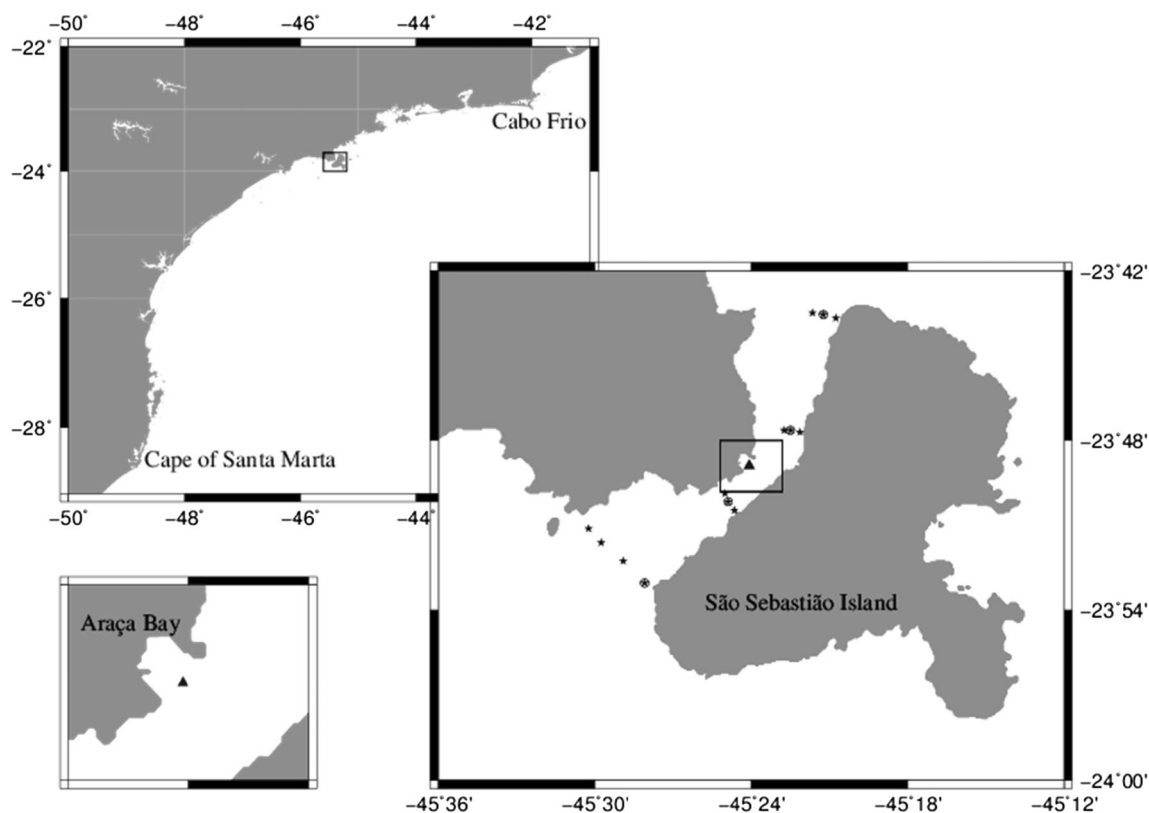 -50° -48° -46° -44° -42°
-22°
Cabo Frio
-24°
-26°
-28°
Cape of Santa Marta
-50° -48° -46° -44°
-23°42'
-23°48'
São Sebastião Island
-23°54'
-24°00'
-45°36' -45°30' -45°24' -45°18' -45°12'
Araça Bay